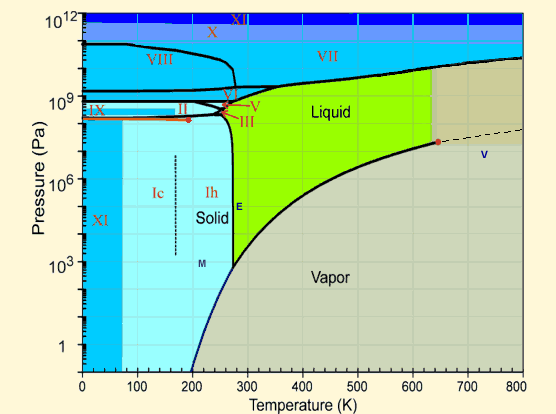 10¹²
XI
X
VIII
VII
10⁹
VI
IX
II
V
III
Liquid
Pressure (Pa)
V
10⁶
Ic
Ih
E
XI
Solid
M
10³
Vapor
1
0
100
200
300
400
500
600
700
800
Temperature (K)